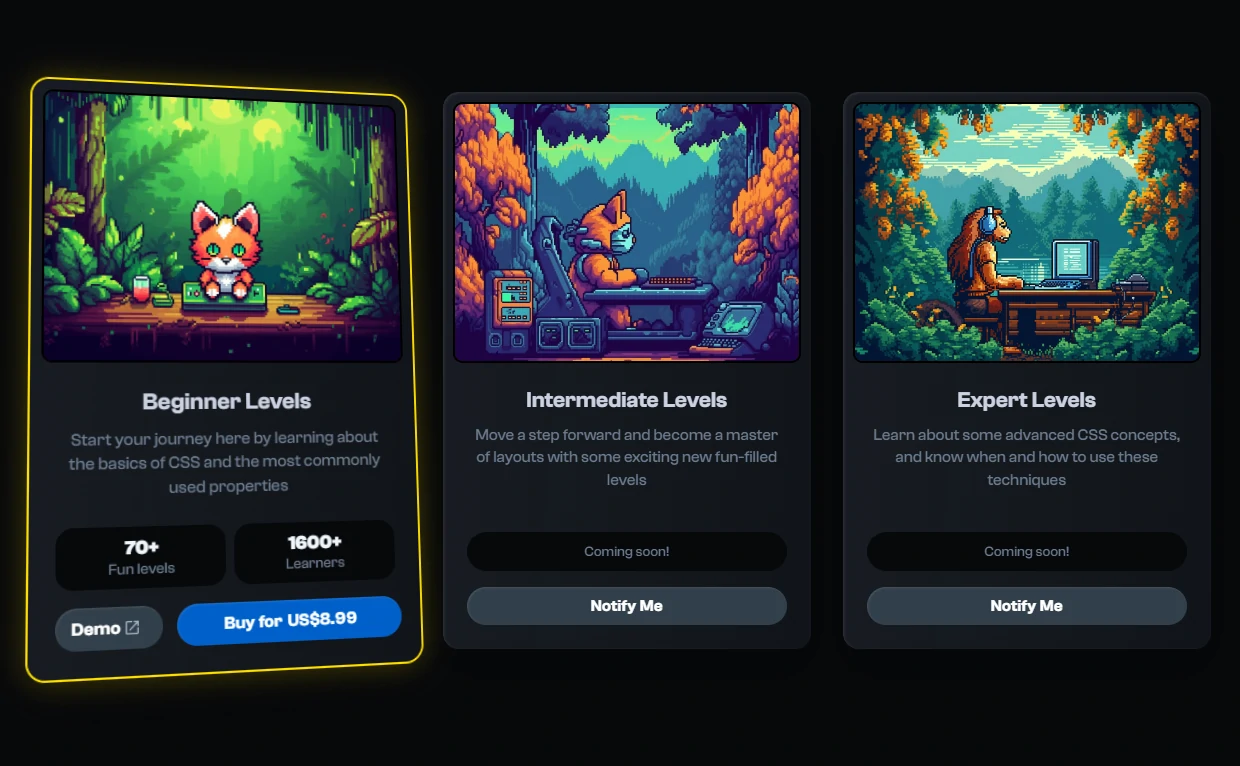 Beginner Levels
Start your journey here by learning about
the basics of CSS and the most commonly
used properties
70+
Fun levels
1600+
Learners
Demo
Buy for US$8.99
Intermediate Levels
Move a step forward and become a master
of layouts with some exciting new fun-filled
levels
Coming soon!
Notify Me
Expert Levels
Learn about some advanced CSS concepts,
and know when and how to use these
techniques
Coming soon!
Notify Me